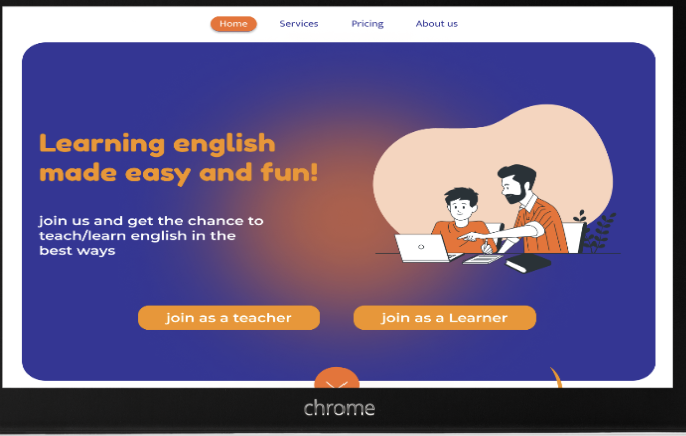 Home Services Pricing About us
Learning english
made easy and fun!
join us and get the chance to
teach/learn english in the
best ways
join as a teacher join as a Learner
chrome